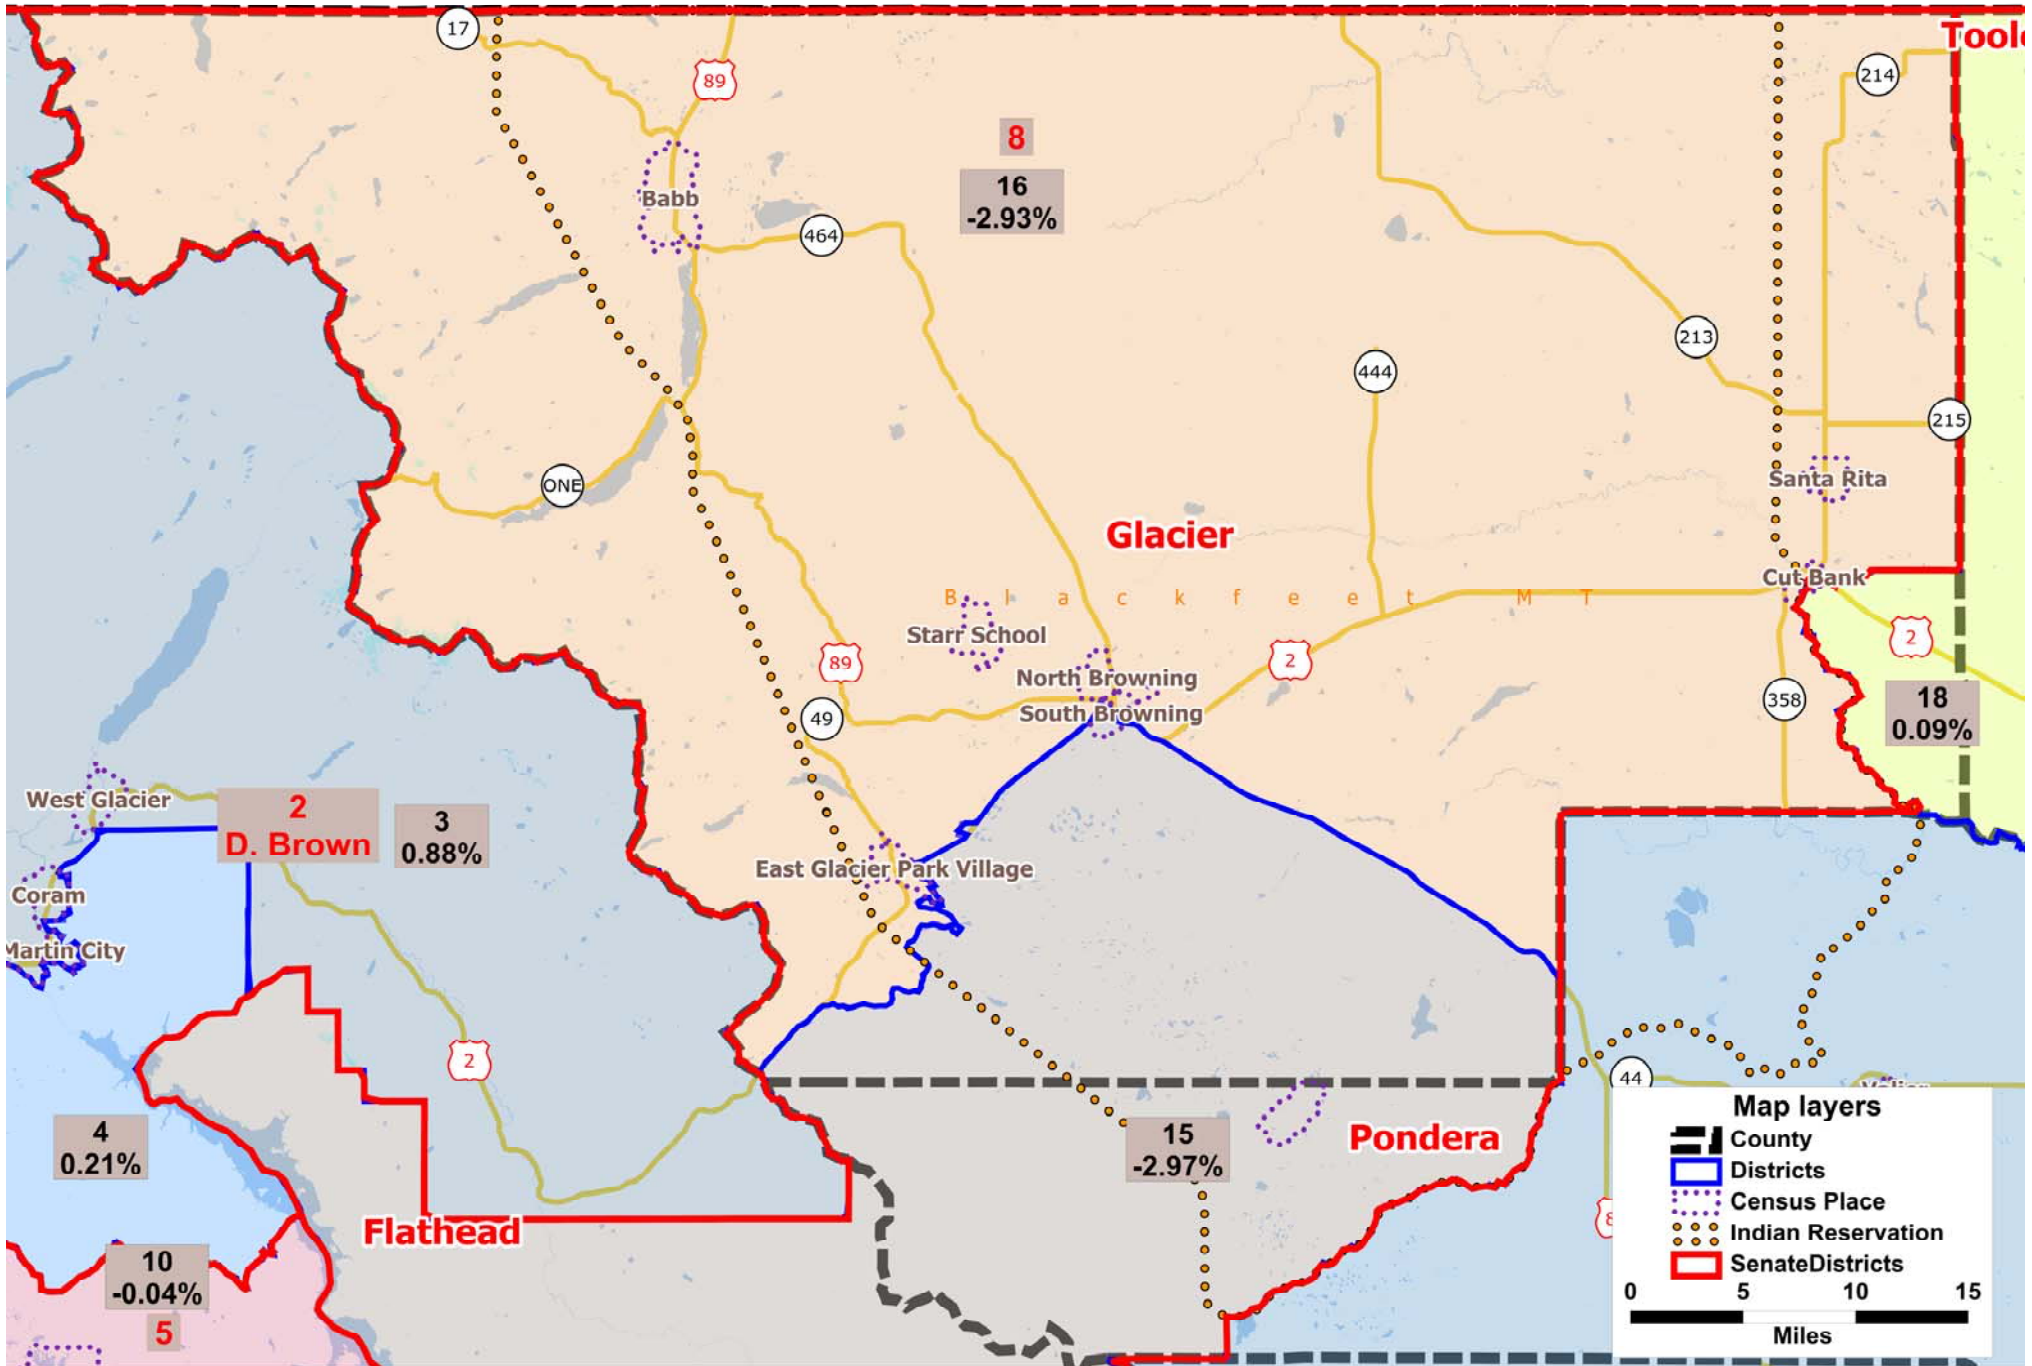 17
89
214
Toole
8
16
-2.93%
Babb
464
213
444
215
ONE
Santa Rita
Glacier
Cut Bank
Blackfeet MT
Starr School
2
89
2
North Browning
358
18
0.09%
49
South Browning
West Glacier
2
D. Brown
3
0.88%
East Glacier Park Village
Coram
Martin City
2
44
4
0.21%
15
-2.97%
Pondera
Flathead
8
10
-0.04%
5
Map layers
County
Districts
Census Place
Indian Reservation
SenateDistricts
0 5 10 15
Miles